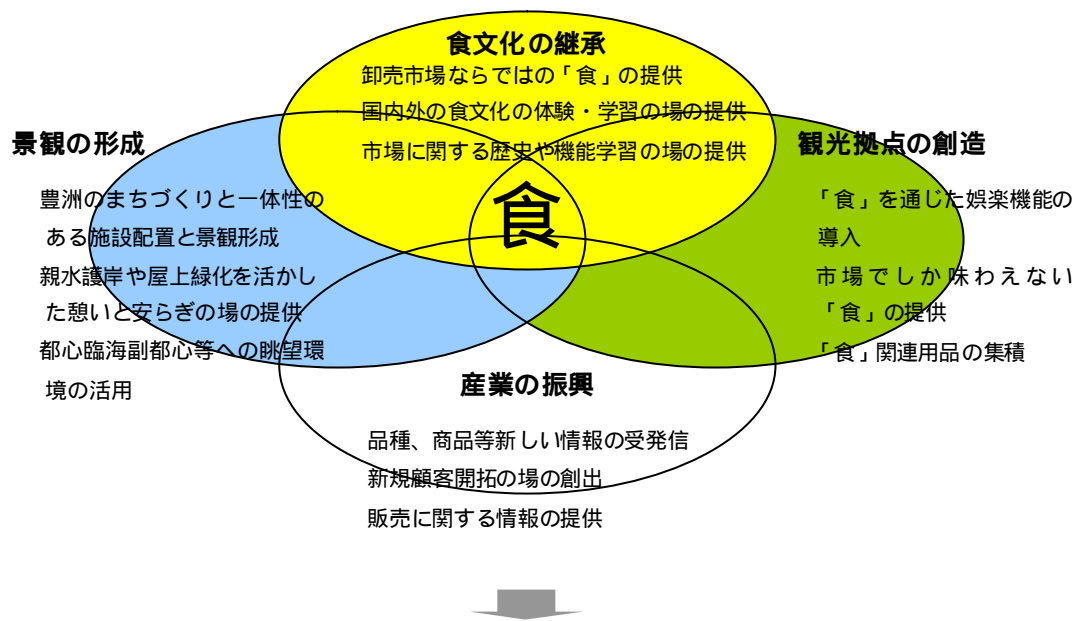 食文化の継承
卸売市場ならではの「食」の提供
国内外の食文化の体験・学習の場の提供
市場に関する歴史や機能学習の場の提供
景観の形成
豊洲のまちづくりと一体性の
ある施設配置と景観形成
親水護岸や屋上緑化を活かし
た憩いと安らぎの場の提供
都心臨海副都心等への眺望環
境の活用
食
観光拠点の創造
「食」を通じた娯楽機能の
導入
市場でしか味わえない
「食」の提供
「食」関連用品の集積
産業の振興
品種、商品等新しい情報の受発信
新規顧客開拓の場の創出
販売に関する情報の提供